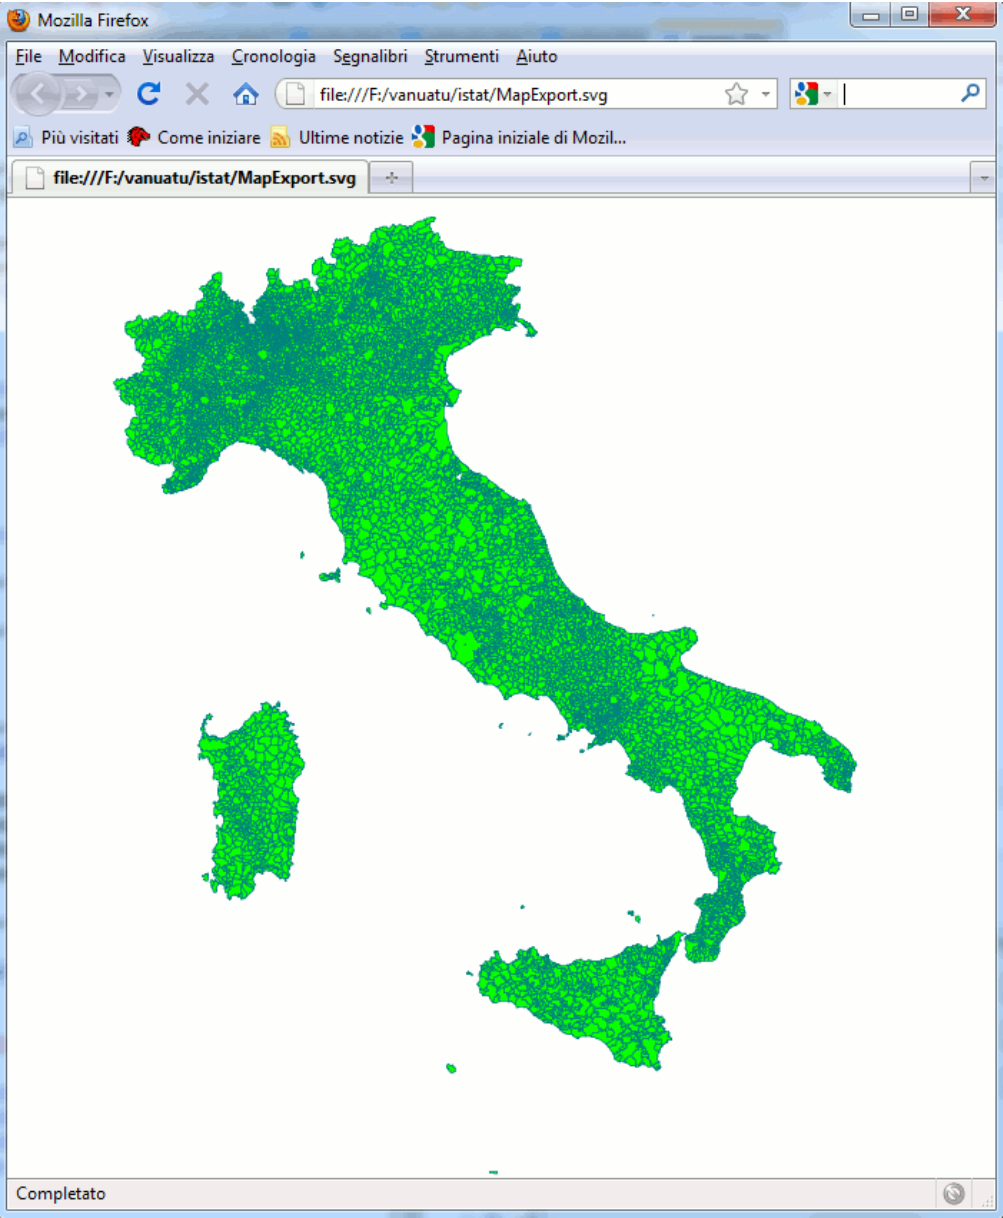 Mozilla Firefox
File Modifica Visualizza Cronologia Segnalibri Strumenti Aiuto
file:///F:/vanuatu/istat/MapExport.svg
Più visitati Come iniziare Ultime notizie Pagina iniziale di Mozil...
file:///F:/vanuatu/istat/MapExport.svg
Completato